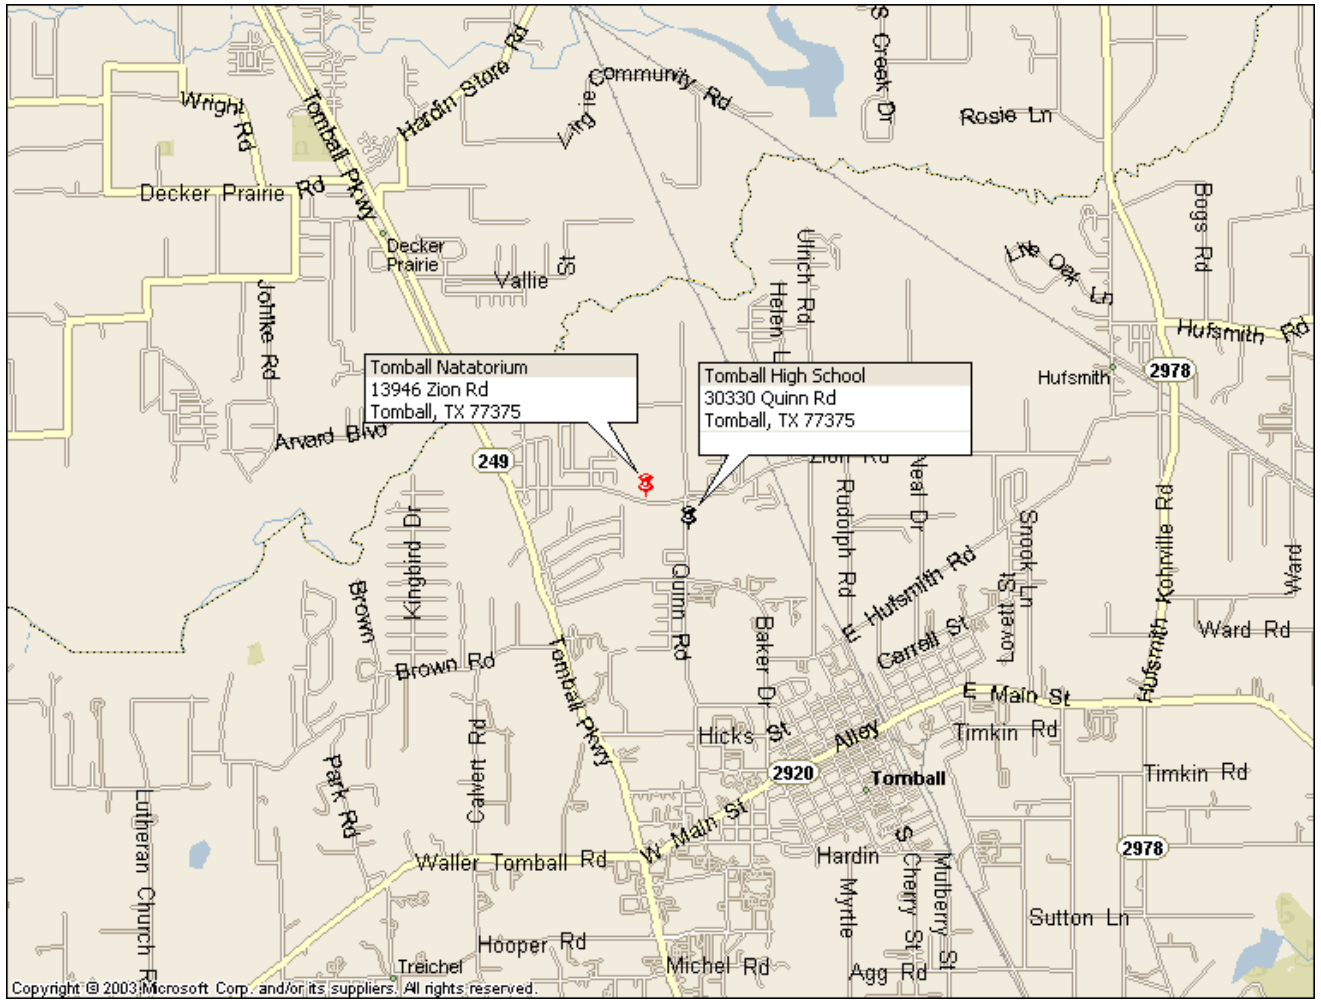 S Creek Dr
Hardin Store Rd
Community Rd
Virgie
Wright Rd
Tomball Pkwy
Rosie Ln
Decker Prairie Rd
Bogs Rd
Decker
Prairie
Vallie St
Ulrich Rd
Live Oak
Helen L
Johlke Rd
Hufsmith Rd
Tomball Natatorium
13946 Zion Rd
Tomball, TX 77375
Tomball High School
30330 Quinn Rd
Tomball, TX 77375
2978
Hufsmith
Arvard Blvd
249
Zion Rd
Neal Dr
Rudolph Rd
Kingbird Dr
Smook Ln
Hufsmith Kohrville Rd
Ward
E Hufsmith Rd
Quinn Rd
Brown
Lovett St
Baker Dr
Carrell St
Ward Rd
Brown Rd
Tomball Pkwy
E Main St
Hicks St
Alley
Timkin Rd
Calvert Rd
Park Rd
2920
Tomball
Timkin Rd
Lutheran Church R
W Main St
Waller Tomball Rd
Hardin
S Cherry St
Mulberry St
Myrtle
2978
Sutton Ln
Hooper Rd
Treichel
Michel Rd
Agg Rd
Copyright © 2003 Microsoft Corp. and/or its suppliers. All rights reserved.